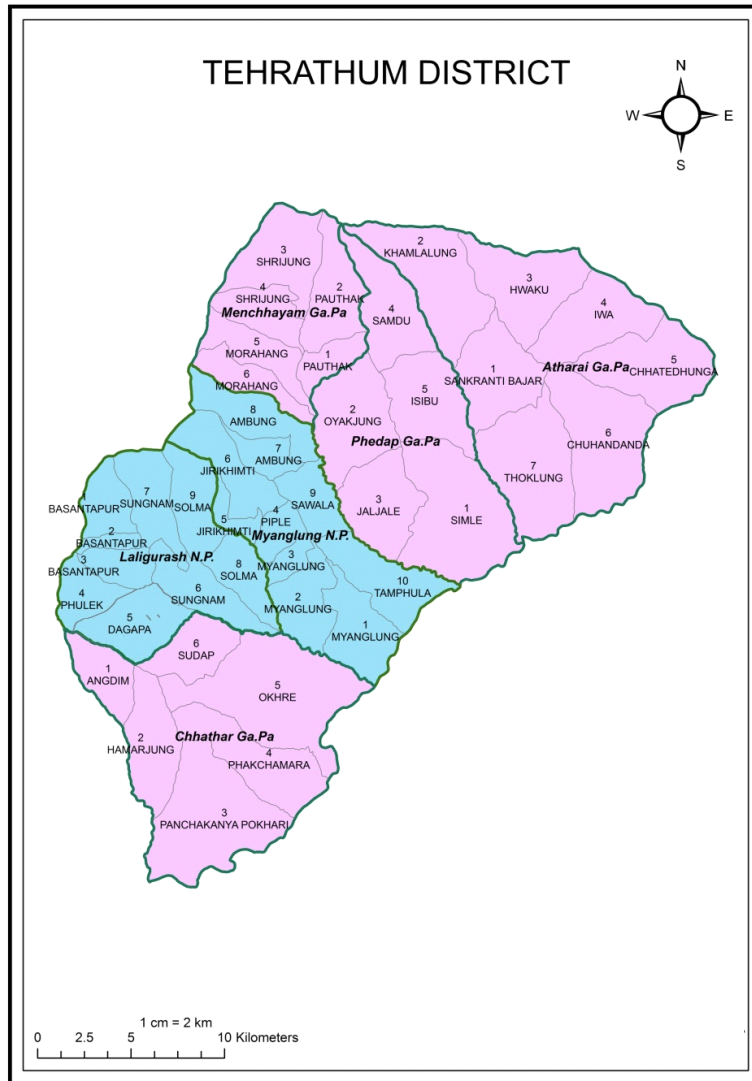 TEHRATHUM DISTRICT
N
W
E
S
2
KHAMLALUNG
3
SHRIJUNG
3
HWAKU
4
SHRIJUNG
2
PAUTHAK
4
IWA
Menchhayam Ga.Pa
4
SAMDU
5
MORAHANG
1
PAUTHAK
5
CHHATEDHUNGA
Atharai Ga.Pa
1
SANKRANTI BAJAR
6
MORAHANG
5
ISIBU
8
AMBUNG
2
OYAKJUNG
6
CHUHANDANDA
Phedap Ga.Pa
7
AMBUNG
6
JIRIKHIMTI
7
THOKLUNG
1
BASANTAPUR
7
SUNGNAM
9
SOLMA
9
SAWALA
3
JALJALE
1
SIMLE
4
PIPLE
5
JIRIKHIMTI
Myanglung N.P.
2
BASANTAPUR
Laligurash N.P.
3
MYANGLUNG
3
BASANTAPUR
8
SOLMA
10
TAMPHULA
4
PHULEK
6
SUNGNAM
2
MYANGLUNG
5
DAGAPA
1
MYANGLUNG
6
SUDAP
1
ANGDIM
5
OKHRE
2
HAMARJUNG
Chhathar Ga.Pa
4
PHAKCHAMARA
3
PANCHAKANYA POKHARI
1 cm = 2 km
0 2.5 5 10 Kilometers